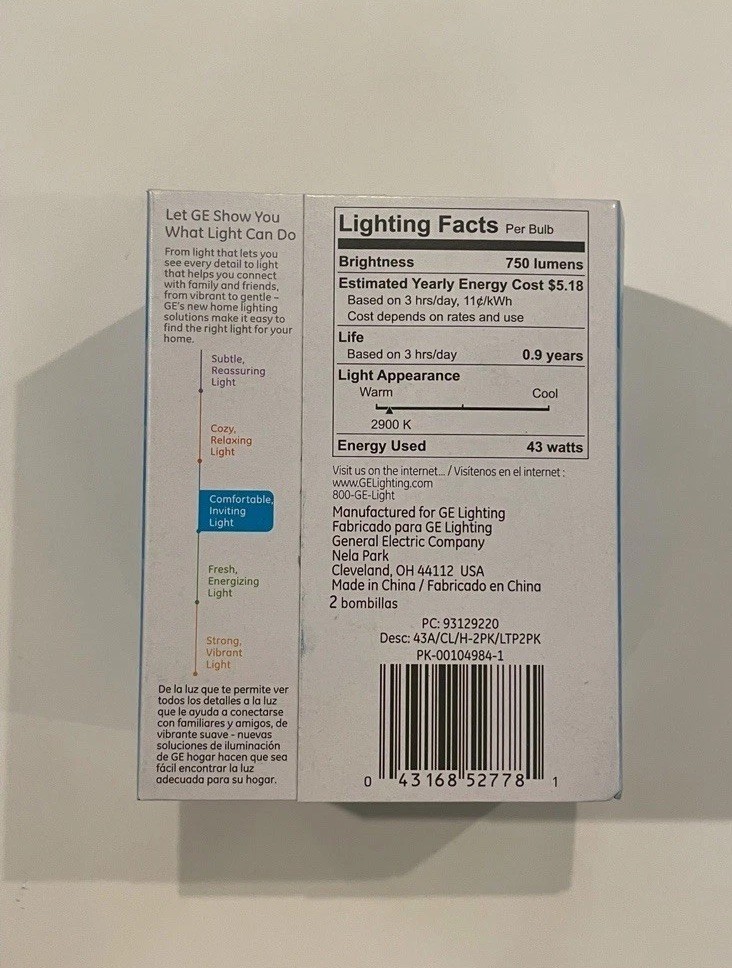 Let GE Show You
What Light Can Do
From light that lets you
see every detail to light
that helps you connect
with family and friends,
from vibrant to gentle –
GE's new home lighting
solutions make it easy to
find the right light for your
home.
Subtle,
Reassuring
Light
Cozy,
Relaxing
Light
Comfortable,
Inviting
Light
Fresh,
Energizing
Light
Strong,
Vibrant
Light
De la luz que te permite ver
todos los detalles a la luz
que le ayuda a conectarse
con familiares y amigos, de
vibrante suave - nuevas
soluciones de iluminación
de GE hogar hacen que sea
fácil encontrar la luz
adecuada para su hogar.
Lighting Facts Per Bulb
Brightness 750 lumens
Estimated Yearly Energy Cost $5.18
Based on 3 hrs/day, 11¢/kWh
Cost depends on rates and use
Life
Based on 3 hrs/day 0.9 years
Light Appearance
Warm Cool
2900 K
Energy Used 43 watts
Visit us on the internet... / Visítenos en el internet :
www.GELighting.com
800-GE-Light
Manufactured for GE Lighting
Fabricado para GE Lighting
General Electric Company
Nela Park
Cleveland, OH 44112 USA
Made in China / Fabricado en China
2 bombillas
PC: 93129220
Desc: 43A/CL/H-2PK/LTP2PK
PK-00104984-1
0 43168 52778 1